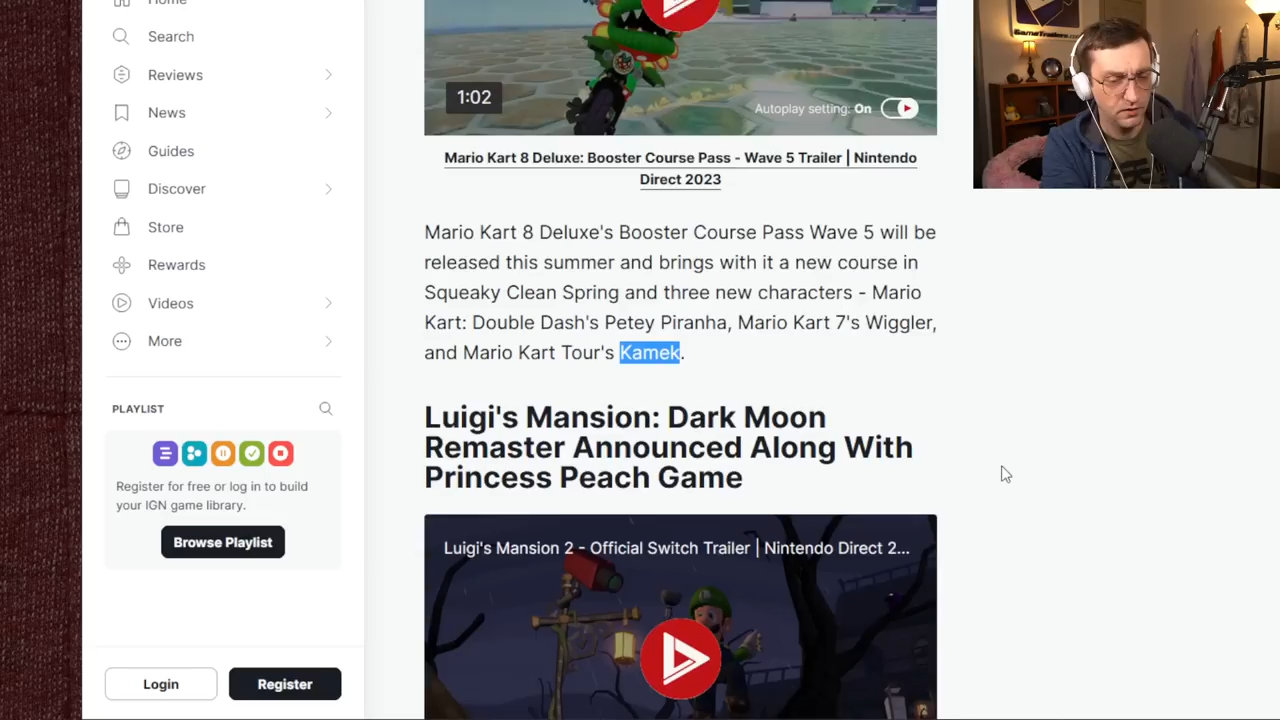 Home
Search
Reviews
News
Guides
Discover
Store
Rewards
Videos
More
PLAYLIST
Register for free or log in to build
your IGN game library.
Browse Playlist
Login
Register
1:02
Autoplay setting: On
Mario Kart 8 Deluxe: Booster Course Pass - Wave 5 Trailer | Nintendo
Direct 2023
Mario Kart 8 Deluxe's Booster Course Pass Wave 5 will be
released this summer and brings with it a new course in
Squeaky Clean Spring and three new characters - Mario
Kart: Double Dash's Petey Piranha, Mario Kart 7's Wiggler,
and Mario Kart Tour's Kamek.
Luigi's Mansion: Dark Moon
Remaster Announced Along With
Princess Peach Game
Luigi's Mansion 2 - Official Switch Trailer | Nintendo Direct 2...
GameTrailers.com